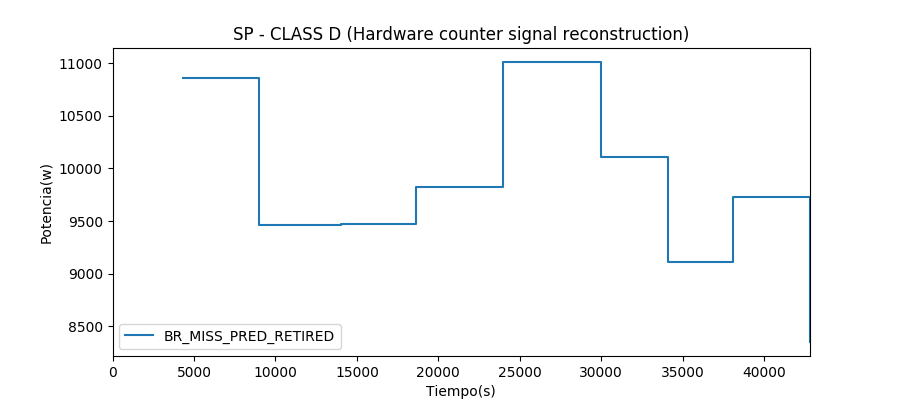 SP - CLASS D (Hardware counter signal reconstruction)
11000
10500
10000
9500
9000
8500
Potencia(w)
BR_MISS_PRED_RETIRED
0 5000 10000 15000 20000 25000 30000 35000 40000
Tiempo(s)